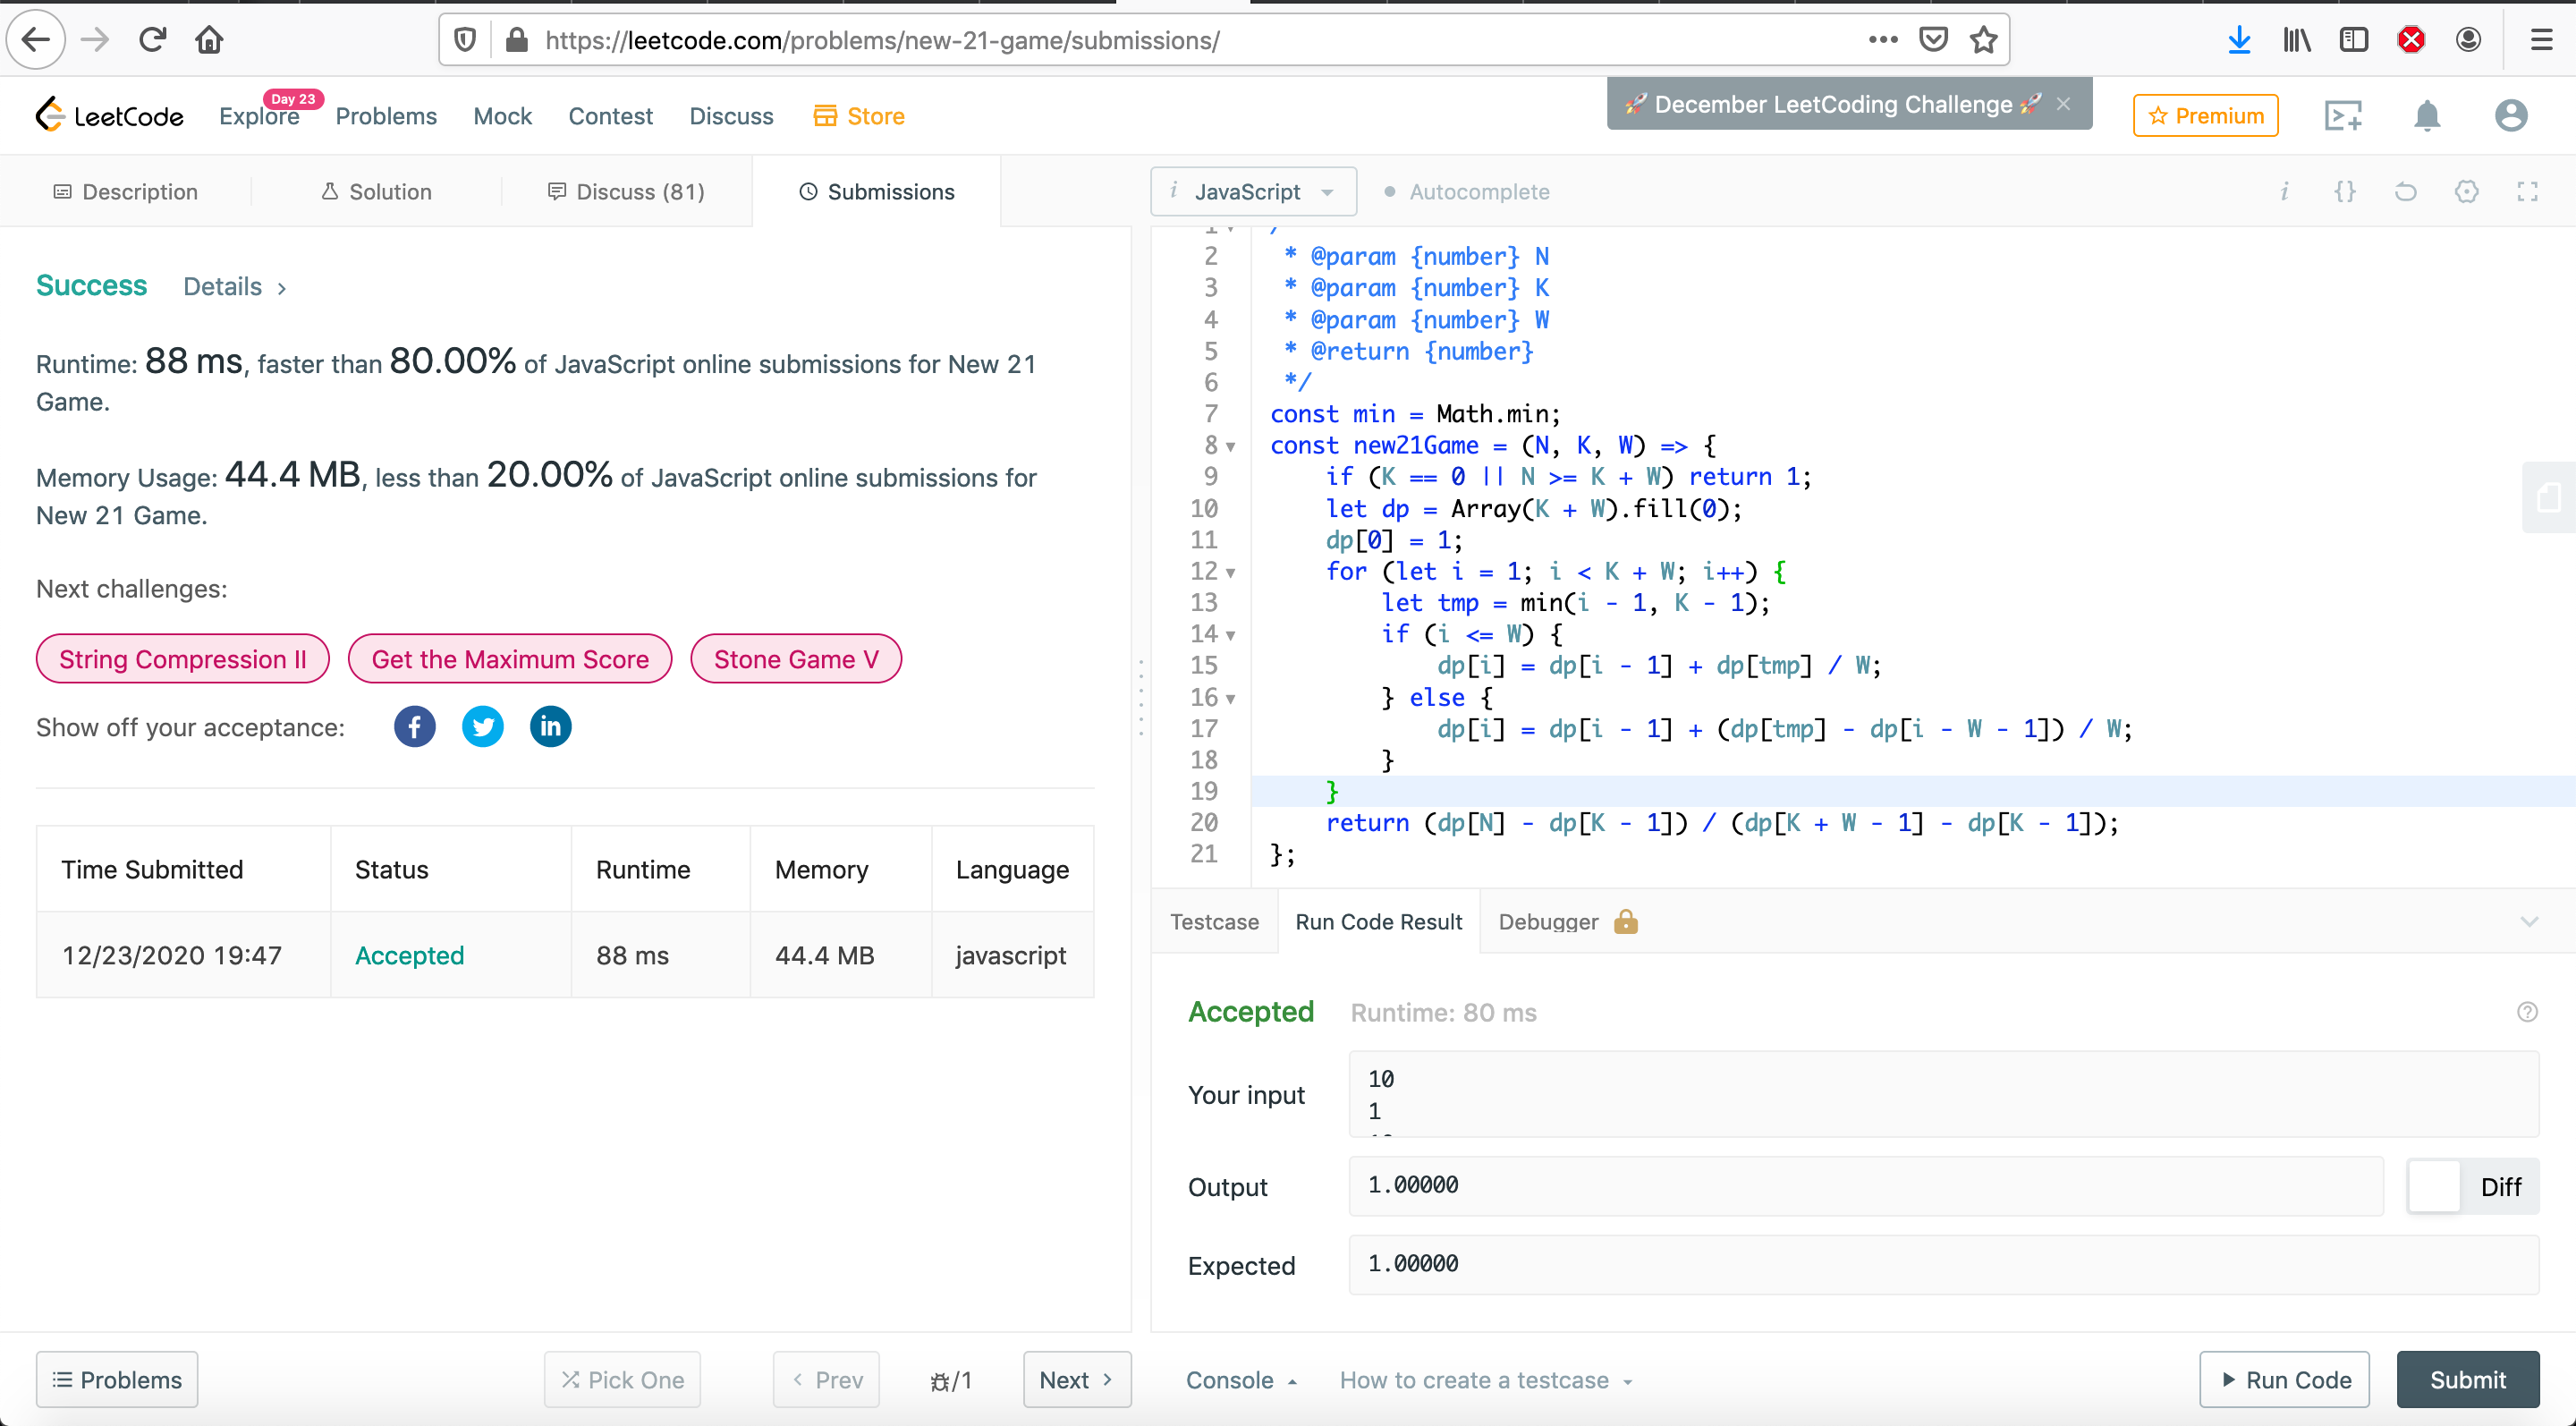 https://leetcode.com/problems/new-21-game/submissions/
LeetCode
Explore
Day 23
Problems
Mock
Contest
Discuss
Store
🚀 December LeetCoding Challenge 🚀 ×
Premium
Description
Solution
Discuss (81)
Submissions
i JavaScript
Autocomplete
Success
Details >
Runtime: 88 ms, faster than 80.00% of JavaScript online submissions for New 21
Game.
Memory Usage: 44.4 MB, less than 20.00% of JavaScript online submissions for
New 21 Game.
Next challenges:
String Compression II
Get the Maximum Score
Stone Game V
Show off your acceptance:
Time Submitted Status Runtime Memory Language
12/23/2020 19:47 Accepted 88 ms 44.4 MB javascript
2 * @param {number} N
3 * @param {number} K
4 * @param {number} W
5 * @return {number}
6 */
7 const min = Math.min;
8 const new21Game = (N, K, W) => {
9 if (K == 0 || N >= K + W) return 1;
10 let dp = Array(K + W).fill(0);
11 dp[0] = 1;
12 for (let i = 1; i < K + W; i++) {
13 let tmp = min(i - 1, K - 1);
14 if (i <= W) {
15 dp[i] = dp[i - 1] + dp[tmp] / W;
16 } else {
17 dp[i] = dp[i - 1] + (dp[tmp] - dp[i - W - 1]) / W;
18 }
19 }
20 return (dp[N] - dp[K - 1]) / (dp[K + W - 1] - dp[K - 1]);
21 };
Testcase
Run Code Result
Debugger
Accepted
Runtime: 80 ms
Your input
10
1
Output
1.00000
Diff
Expected
1.00000
Problems
Pick One
< Prev
/1
Next >
Console
How to create a testcase
Run Code
Submit